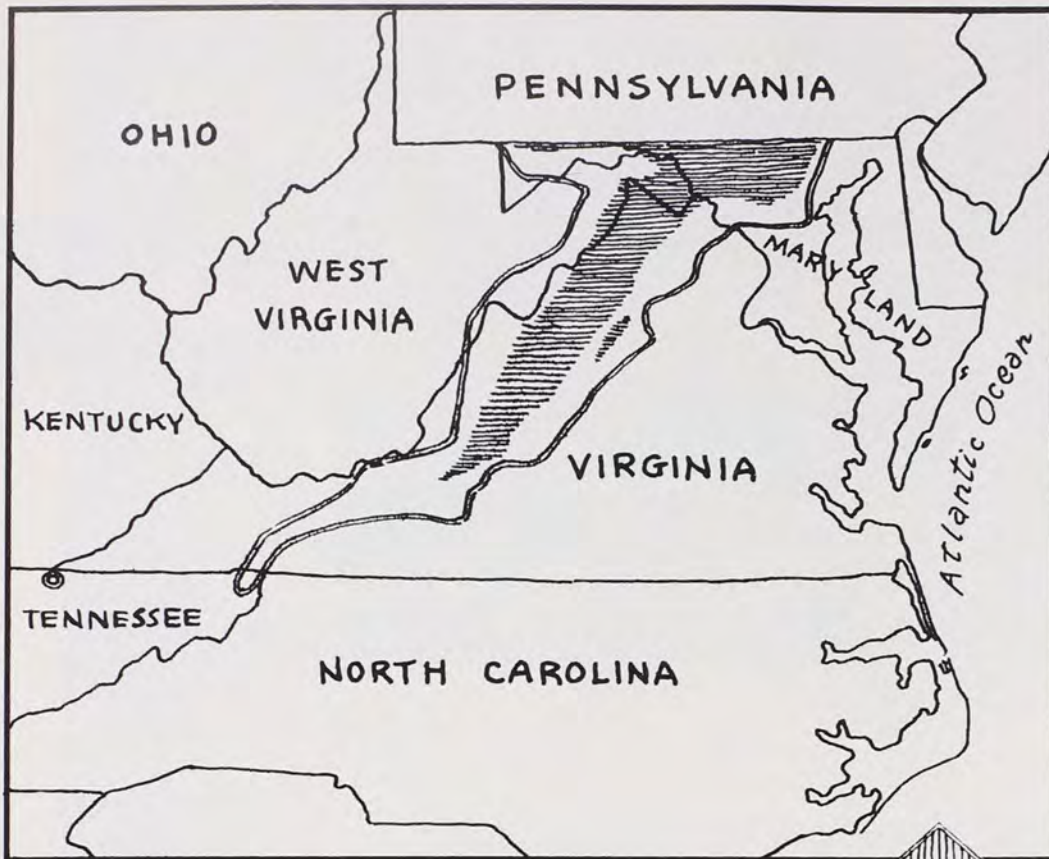 PENNSYLVANIA
OHIO
WEST
VIRGINIA
MARYLAND
KENTUCKY
VIRGINIA
Atlantic Ocean
TENNESSEE
NORTH CAROLINA